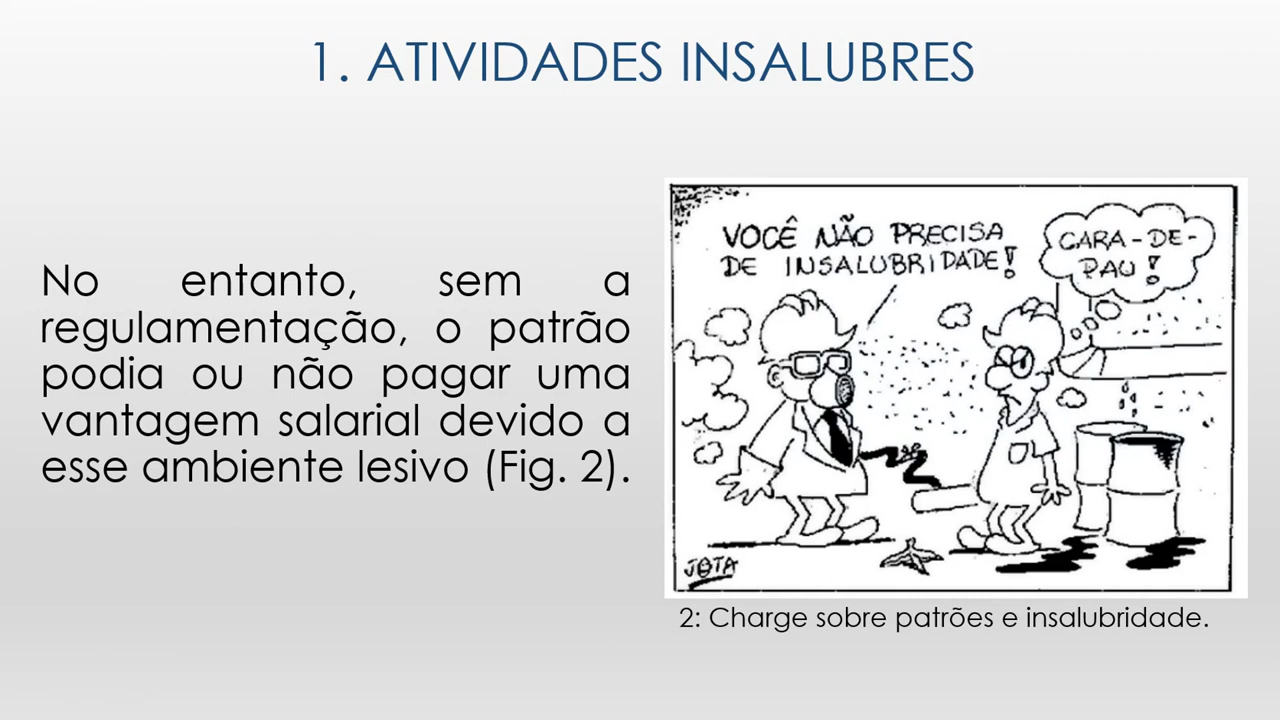 1. ATIVIDADES INSALUBRES
No entanto, sem a
regulamentação, o patrão
podia ou não pagar uma
vantagem salarial devido a
esse ambiente lesivo (Fig. 2).
VOCÊ NÃO PRECISA
DE INSALUBRIDADE!
CARA-DE-
PAU!
JOTA
2: Charge sobre patrões e insalubridade.